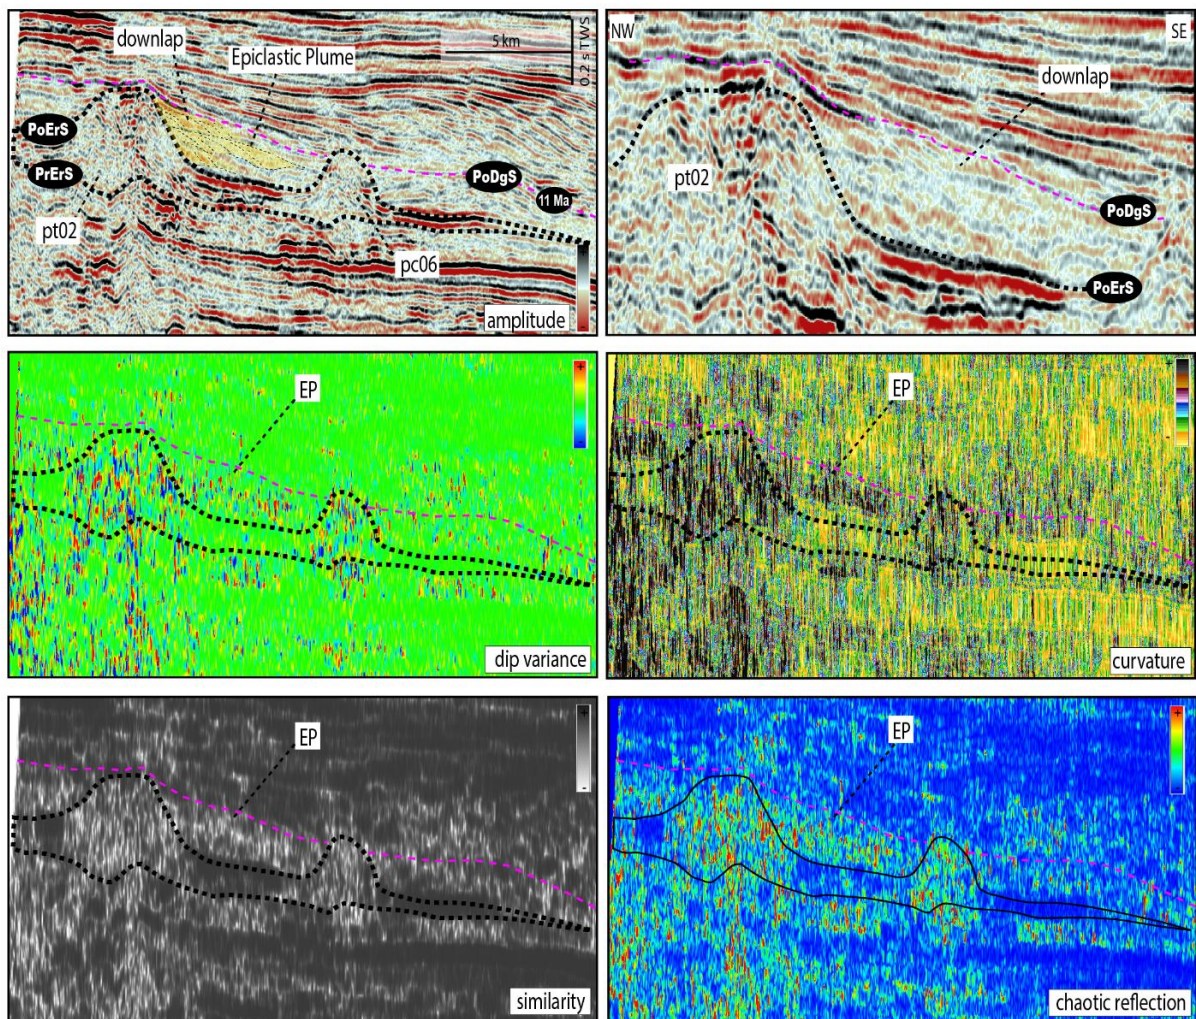 downlap
Epiclastic Plume
5 km
0.2 s TWS
PoErS
PrErS
pt02
PoDgS
11 Ma
pc06
+
-
amplitude
NW
SE
downlap
pt02
PoDgS
PoErS
EP
+
-
dip variance
EP
+
-
curvature
EP
+
-
similarity
EP
+
-
chaotic reflection